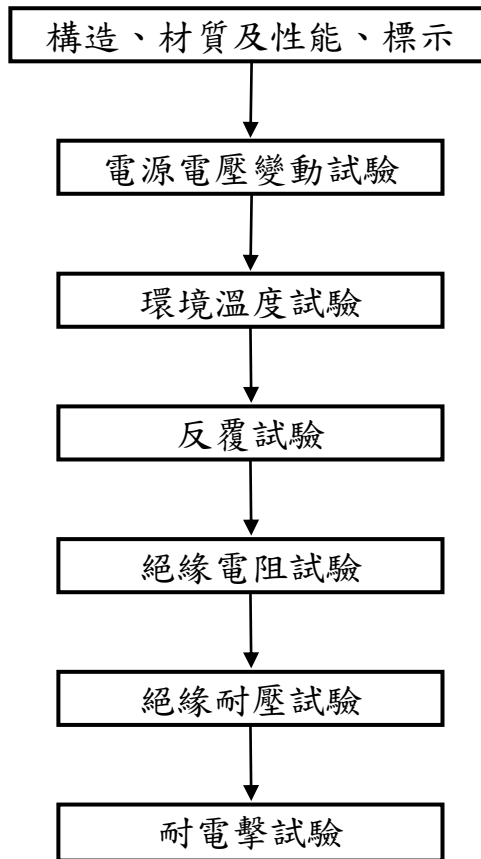 構造、材質及性能、標示
電源電壓變動試驗
環境溫度試驗
反覆試驗
絕緣電阻試驗
絕緣耐壓試驗
耐電擊試驗